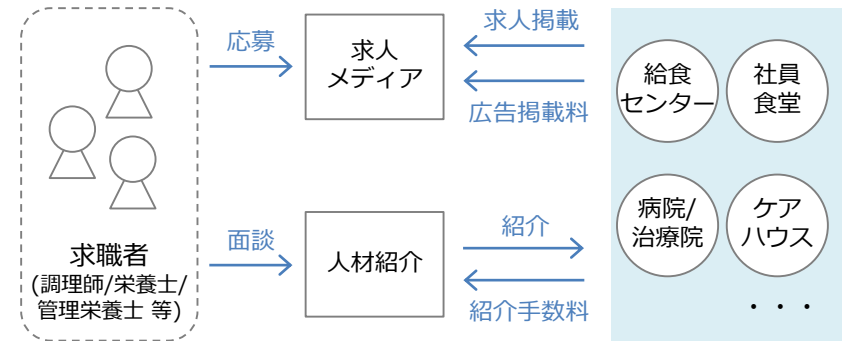 求職者
(調理師/栄養士/
管理栄養士 等)
応募
面談
求人
メディア
人材紹介
求人掲載
広告掲載料
紹介
紹介手数料
給食
センター
社員
食堂
病院/
治療院
ケア
ハウス
・・・